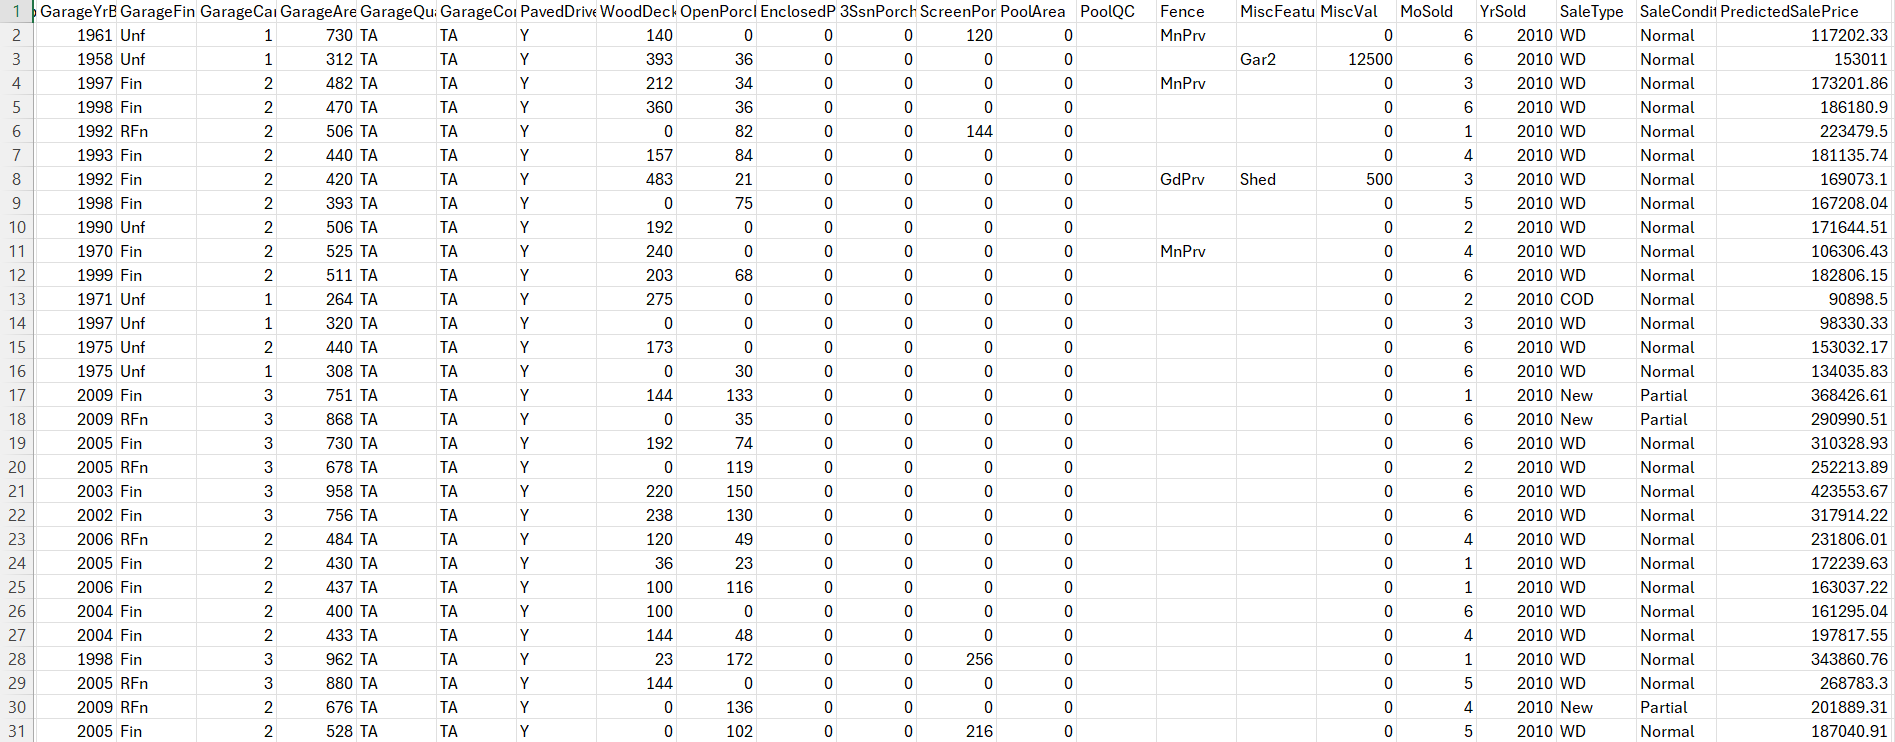 1 GarageYrB GarageFin GarageCar GarageAre GarageQua GarageCor PavedDrive WoodDeck OpenPorcl EnclosedP 3SsnPorch ScreenPor PoolArea PoolQC Fence MiscFeatu MiscVal MoSold YrSold SaleType SaleCondit PredictedSalePrice
2 1961 Unf 1 730 TA TA Y 140 0 0 0 120 0 MnPrv 0 6 2010 WD Normal 117202.33
3 1958 Unf 1 312 TA TA Y 393 36 0 0 0 0 Gar2 12500 6 2010 WD Normal 153011
4 1997 Fin 2 482 TA TA Y 212 34 0 0 0 0 MnPrv 0 3 2010 WD Normal 173201.86
5 1998 Fin 2 470 TA TA Y 360 36 0 0 0 0 0 6 2010 WD Normal 186180.9
6 1992 RFn 2 506 TA TA Y 0 82 0 0 144 0 0 1 2010 WD Normal 223479.5
7 1993 Fin 2 440 TA TA Y 157 84 0 0 0 0 0 4 2010 WD Normal 181135.74
8 1992 Fin 2 420 TA TA Y 483 21 0 0 0 0 GdPrv Shed 500 3 2010 WD Normal 169073.1
9 1998 Fin 2 393 TA TA Y 0 75 0 0 0 0 0 5 2010 WD Normal 167208.04
10 1990 Unf 2 506 TA TA Y 192 0 0 0 0 0 0 2 2010 WD Normal 171644.51
11 1970 Fin 2 525 TA TA Y 240 0 0 0 0 0 MnPrv 0 4 2010 WD Normal 106306.43
12 1999 Fin 2 511 TA TA Y 203 68 0 0 0 0 0 6 2010 WD Normal 182806.15
13 1971 Unf 1 264 TA TA Y 275 0 0 0 0 0 0 2 2010 COD Normal 90898.5
14 1997 Unf 1 320 TA TA Y 0 0 0 0 0 0 0 3 2010 WD Normal 98330.33
15 1975 Unf 2 440 TA TA Y 173 0 0 0 0 0 0 6 2010 WD Normal 153032.17
16 1975 Unf 1 308 TA TA Y 0 30 0 0 0 0 0 6 2010 WD Normal 134035.83
17 2009 Fin 3 751 TA TA Y 144 133 0 0 0 0 0 1 2010 New Partial 368426.61
18 2009 RFn 3 868 TA TA Y 0 35 0 0 0 0 0 6 2010 New Partial 290990.51
19 2005 Fin 3 730 TA TA Y 192 74 0 0 0 0 0 6 2010 WD Normal 310328.93
20 2005 RFn 3 678 TA TA Y 0 119 0 0 0 0 0 2 2010 WD Normal 252213.89
21 2003 Fin 3 958 TA TA Y 220 150 0 0 0 0 0 6 2010 WD Normal 423553.67
22 2002 Fin 3 756 TA TA Y 238 130 0 0 0 0 0 6 2010 WD Normal 317914.22
23 2006 RFn 2 484 TA TA Y 120 49 0 0 0 0 0 4 2010 WD Normal 231806.01
24 2005 Fin 2 430 TA TA Y 36 23 0 0 0 0 0 1 2010 WD Normal 172239.63
25 2006 Fin 2 437 TA TA Y 100 116 0 0 0 0 0 1 2010 WD Normal 163037.22
26 2004 Fin 2 400 TA TA Y 100 0 0 0 0 0 0 6 2010 WD Normal 161295.04
27 2004 Fin 2 433 TA TA Y 144 48 0 0 0 0 0 4 2010 WD Normal 197817.55
28 1998 Fin 3 962 TA TA Y 23 172 0 0 256 0 0 1 2010 WD Normal 343860.76
29 2005 RFn 3 880 TA TA Y 144 0 0 0 0 0 0 5 2010 WD Normal 268783.3
30 2009 RFn 2 676 TA TA Y 0 136 0 0 0 0 0 4 2010 New Partial 201889.31
31 2005 Fin 2 528 TA TA Y 0 102 0 0 216 0 0 5 2010 WD Normal 187040.91